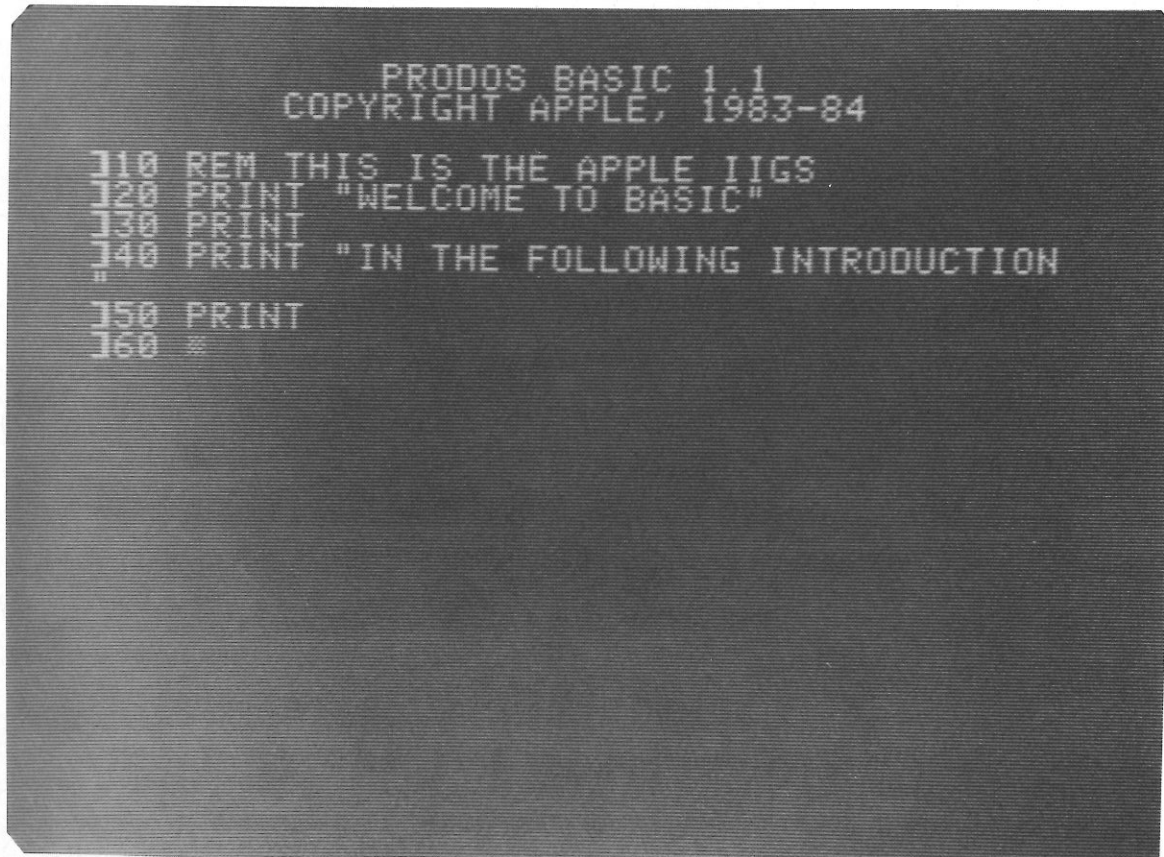 PRODOS BASIC 1.1
COPYRIGHT APPLE, 1983-84
]10 REM THIS IS THE APPLE IIGS
]20 PRINT "WELCOME TO BASIC"
]30 PRINT
]40 PRINT "IN THE FOLLOWING INTRODUCTION
"
]50 PRINT
]60